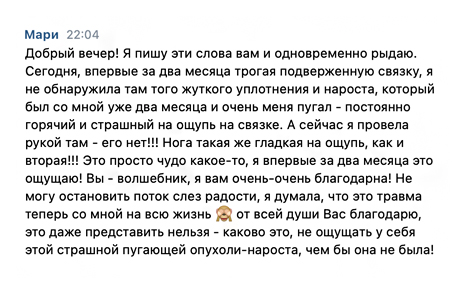 Мари 22:04
Добрый вечер! Я пишу эти слова вам и одновременно рыдаю.
Сегодня, впервые за два месяца трогая подверженную связку, я
не обнаружила там того жуткого уплотнения и нароста, который
был со мной уже два месяца и очень меня пугал - постоянно
горячий и страшный на ощупь на связке. А сейчас я провела
рукой там - его нет!!! Нога такая же гладкая на ощупь, как и
вторая!!! Это просто чудо какое-то, я впервые за два месяца это
ощущаю! Вы - волшебник, я вам очень-очень благодарна! Не
могу остановить поток слез радости, я думала, что это травма
теперь со мной на всю жизнь 🙈 от всей души Вас благодарю,
это даже представить нельзя - каково это, не ощущать у себя
этой страшной пугающей опухоли-нароста, чем бы она не была!